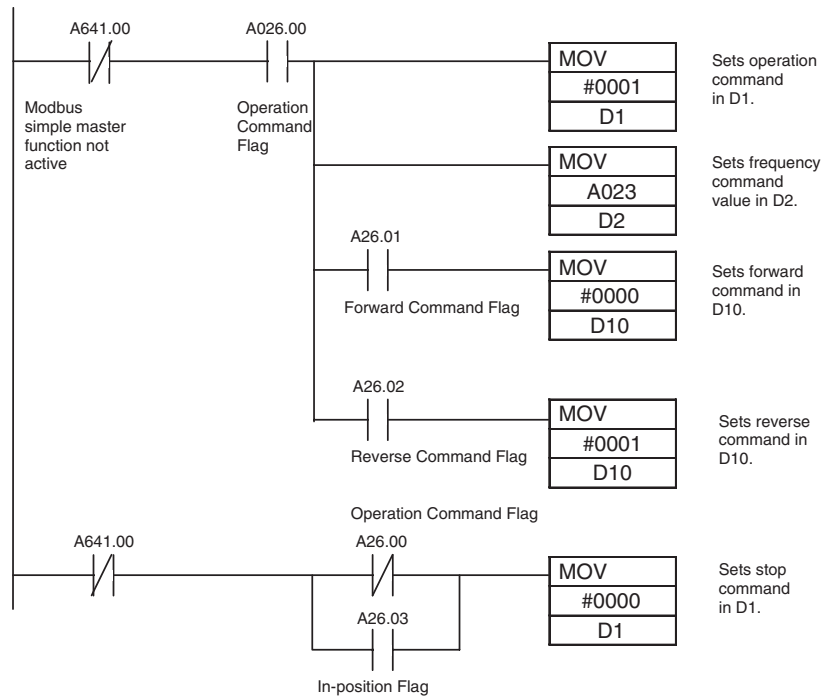 A641.00
A026.00
Modbus
simple master
function not
active
Operation
Command
Flag
MOV
#0001
D1
Sets operation
command
in D1.
MOV
A023
D2
Sets frequency
command
value in D2.
A26.01
Forward Command Flag
MOV
#0000
D10
Sets forward
command in
D10.
A26.02
Reverse Command Flag
MOV
#0001
D10
Sets reverse
command in
D10.
Operation Command Flag
A641.00
A26.00
A26.03
In-position Flag
MOV
#0000
D1
Sets stop
command
in D1.